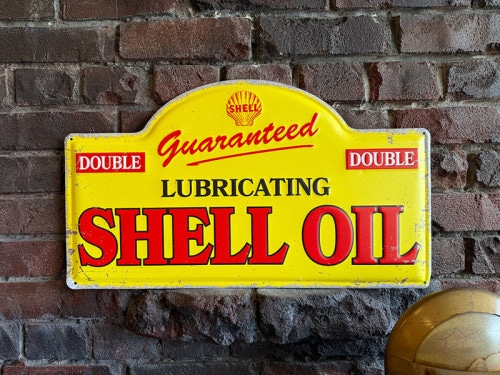 SHELL
Guaranteed
DOUBLE DOUBLE
LUBRICATING
SHELL OIL